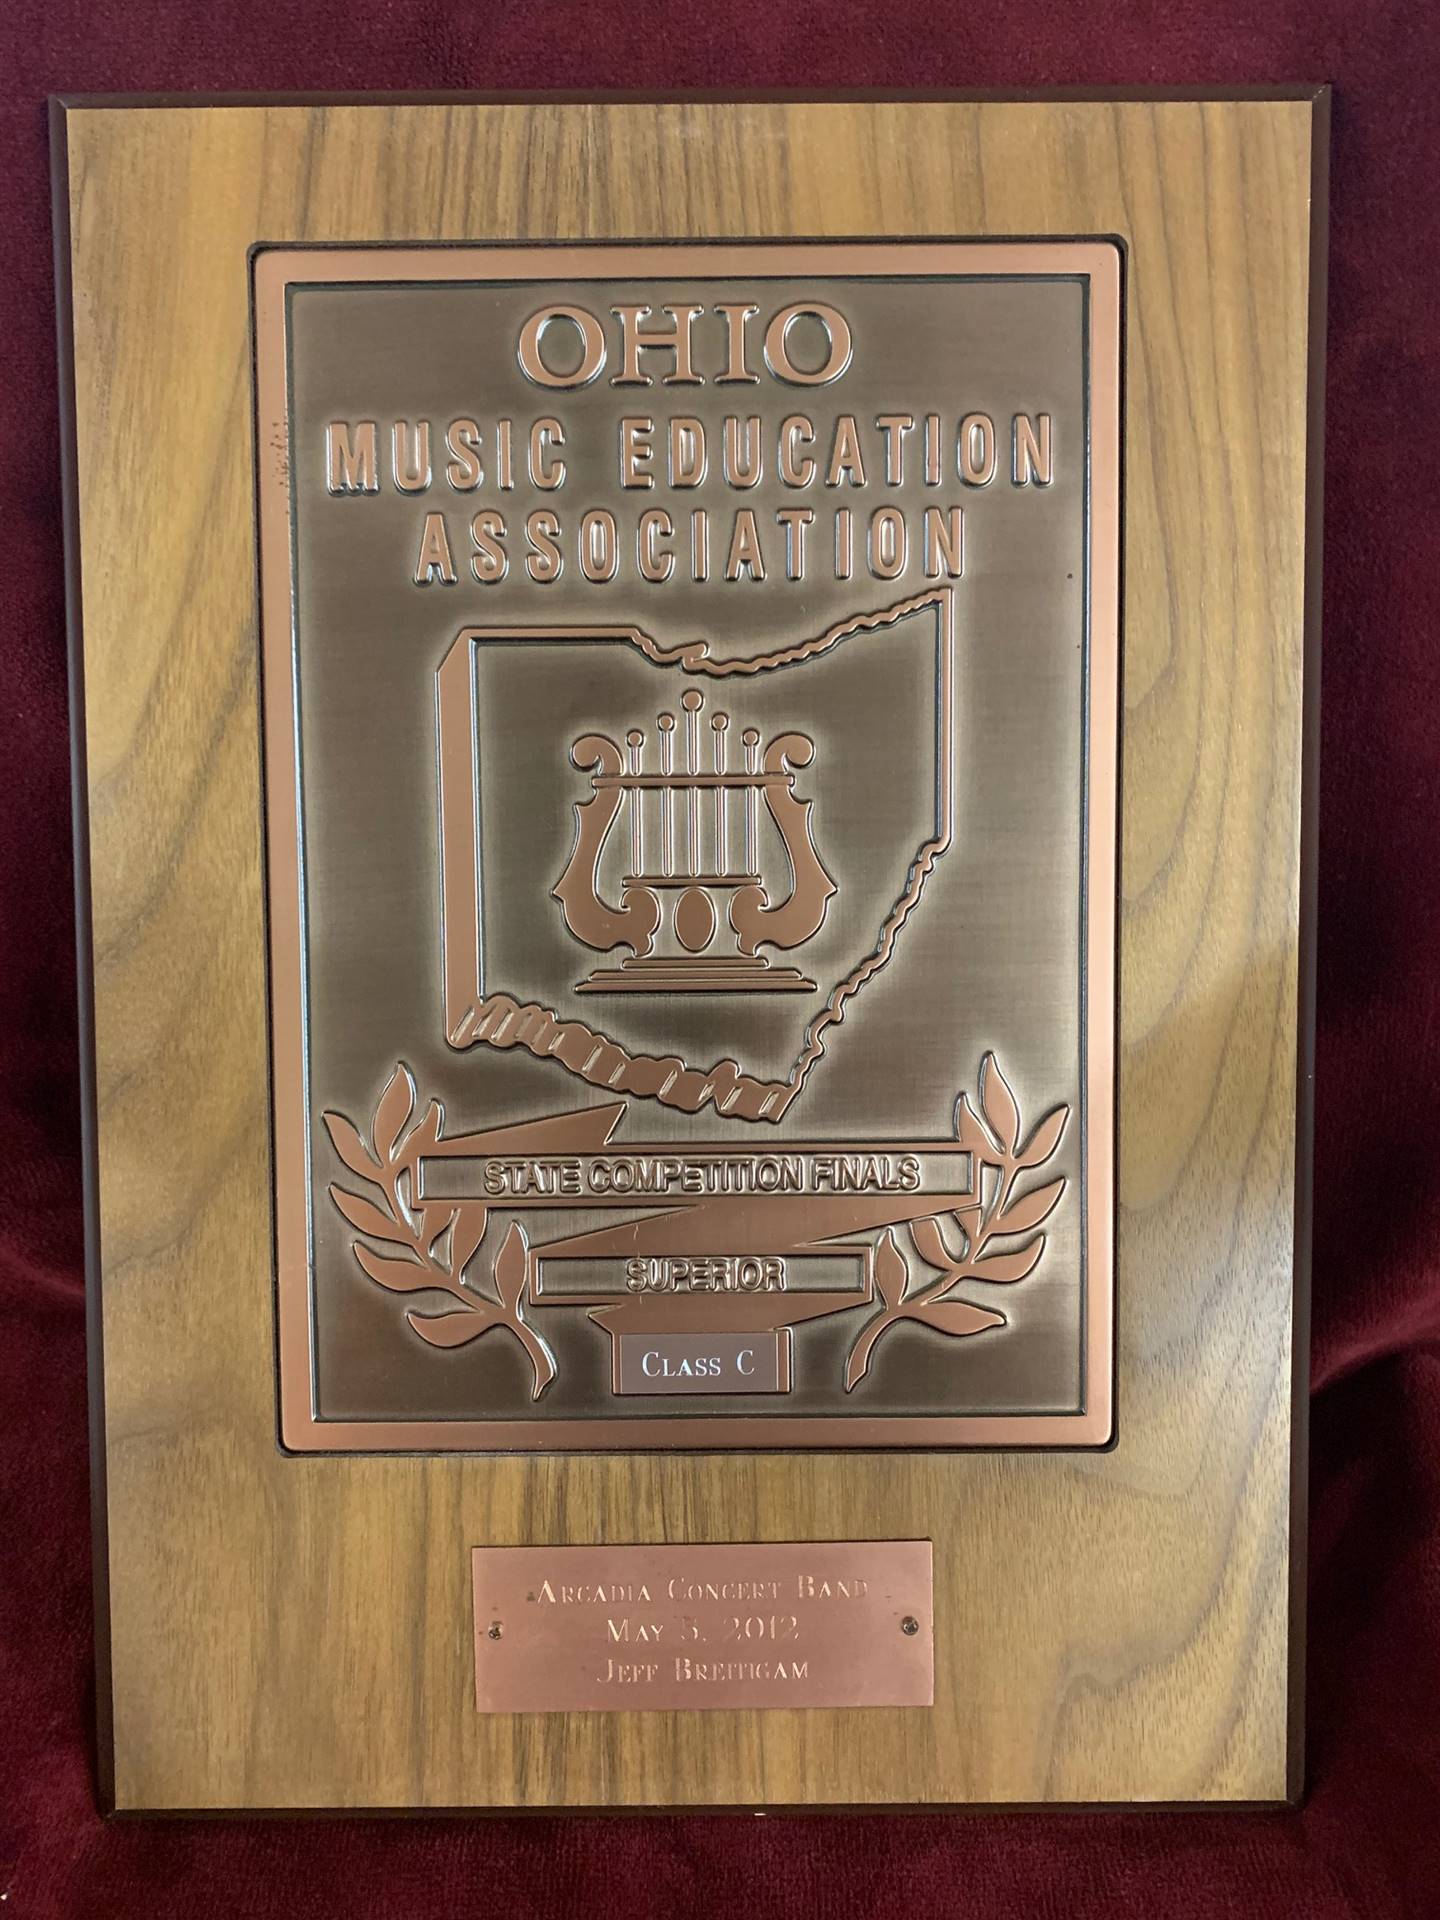 OHIO
MUSIC EDUCATION
ASSOCIATION
STATE COMPETITION FINALS
SUPERIOR
CLASS C
ARCADIA CONCERT BAND
MAY 5, 2012
JEFF BREITIGAM